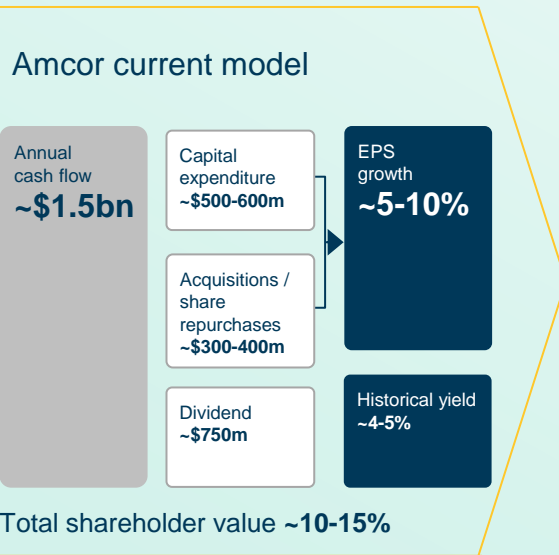 Amcor current model
Annual
cash flow
~$1.5bn
Capital
expenditure
~$500-600m
Acquisitions /
share
repurchases
~$300-400m
Dividend
~$750m
EPS
growth
~5-10%
Historical yield
~4-5%
Total shareholder value ~10-15%